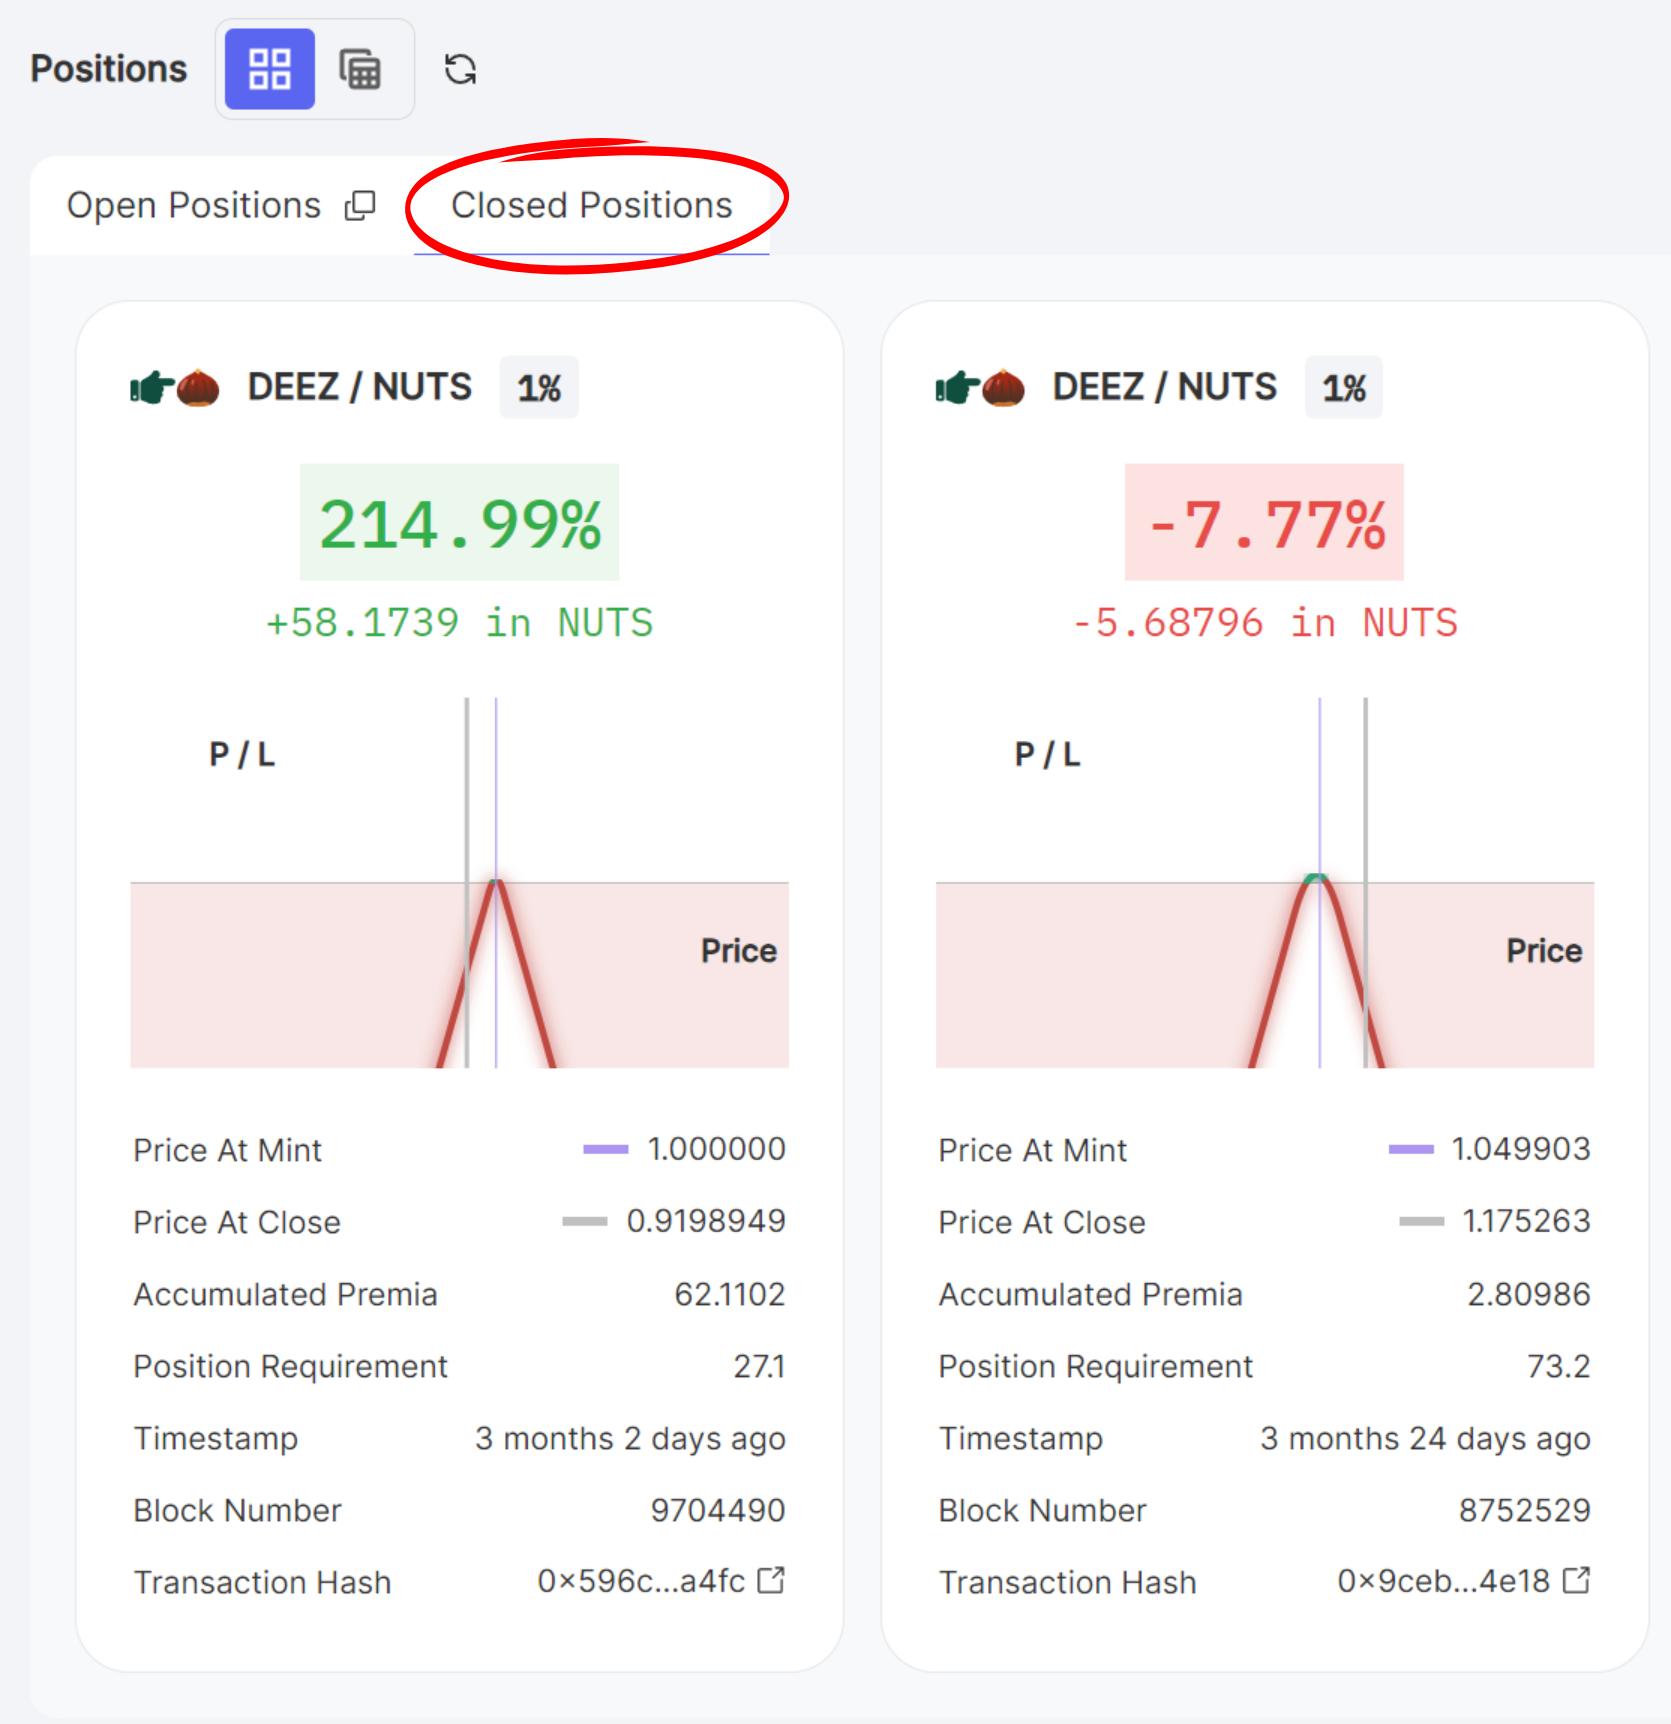 Positions
Open Positions
Closed Positions
DEEZ / NUTS 1%
214.99%
+58.1739 in NUTS
P / L
Price
Price At Mint 1.000000
Price At Close 0.9198949
Accumulated Premia 62.1102
Position Requirement 27.1
Timestamp 3 months 2 days ago
Block Number 9704490
Transaction Hash 0×596c...a4fc
DEEZ / NUTS 1%
-7.77%
-5.68796 in NUTS
P / L
Price
Price At Mint 1.049903
Price At Close 1.175263
Accumulated Premia 2.80986
Position Requirement 73.2
Timestamp 3 months 24 days ago
Block Number 8752529
Transaction Hash 0×9ceb...4e18